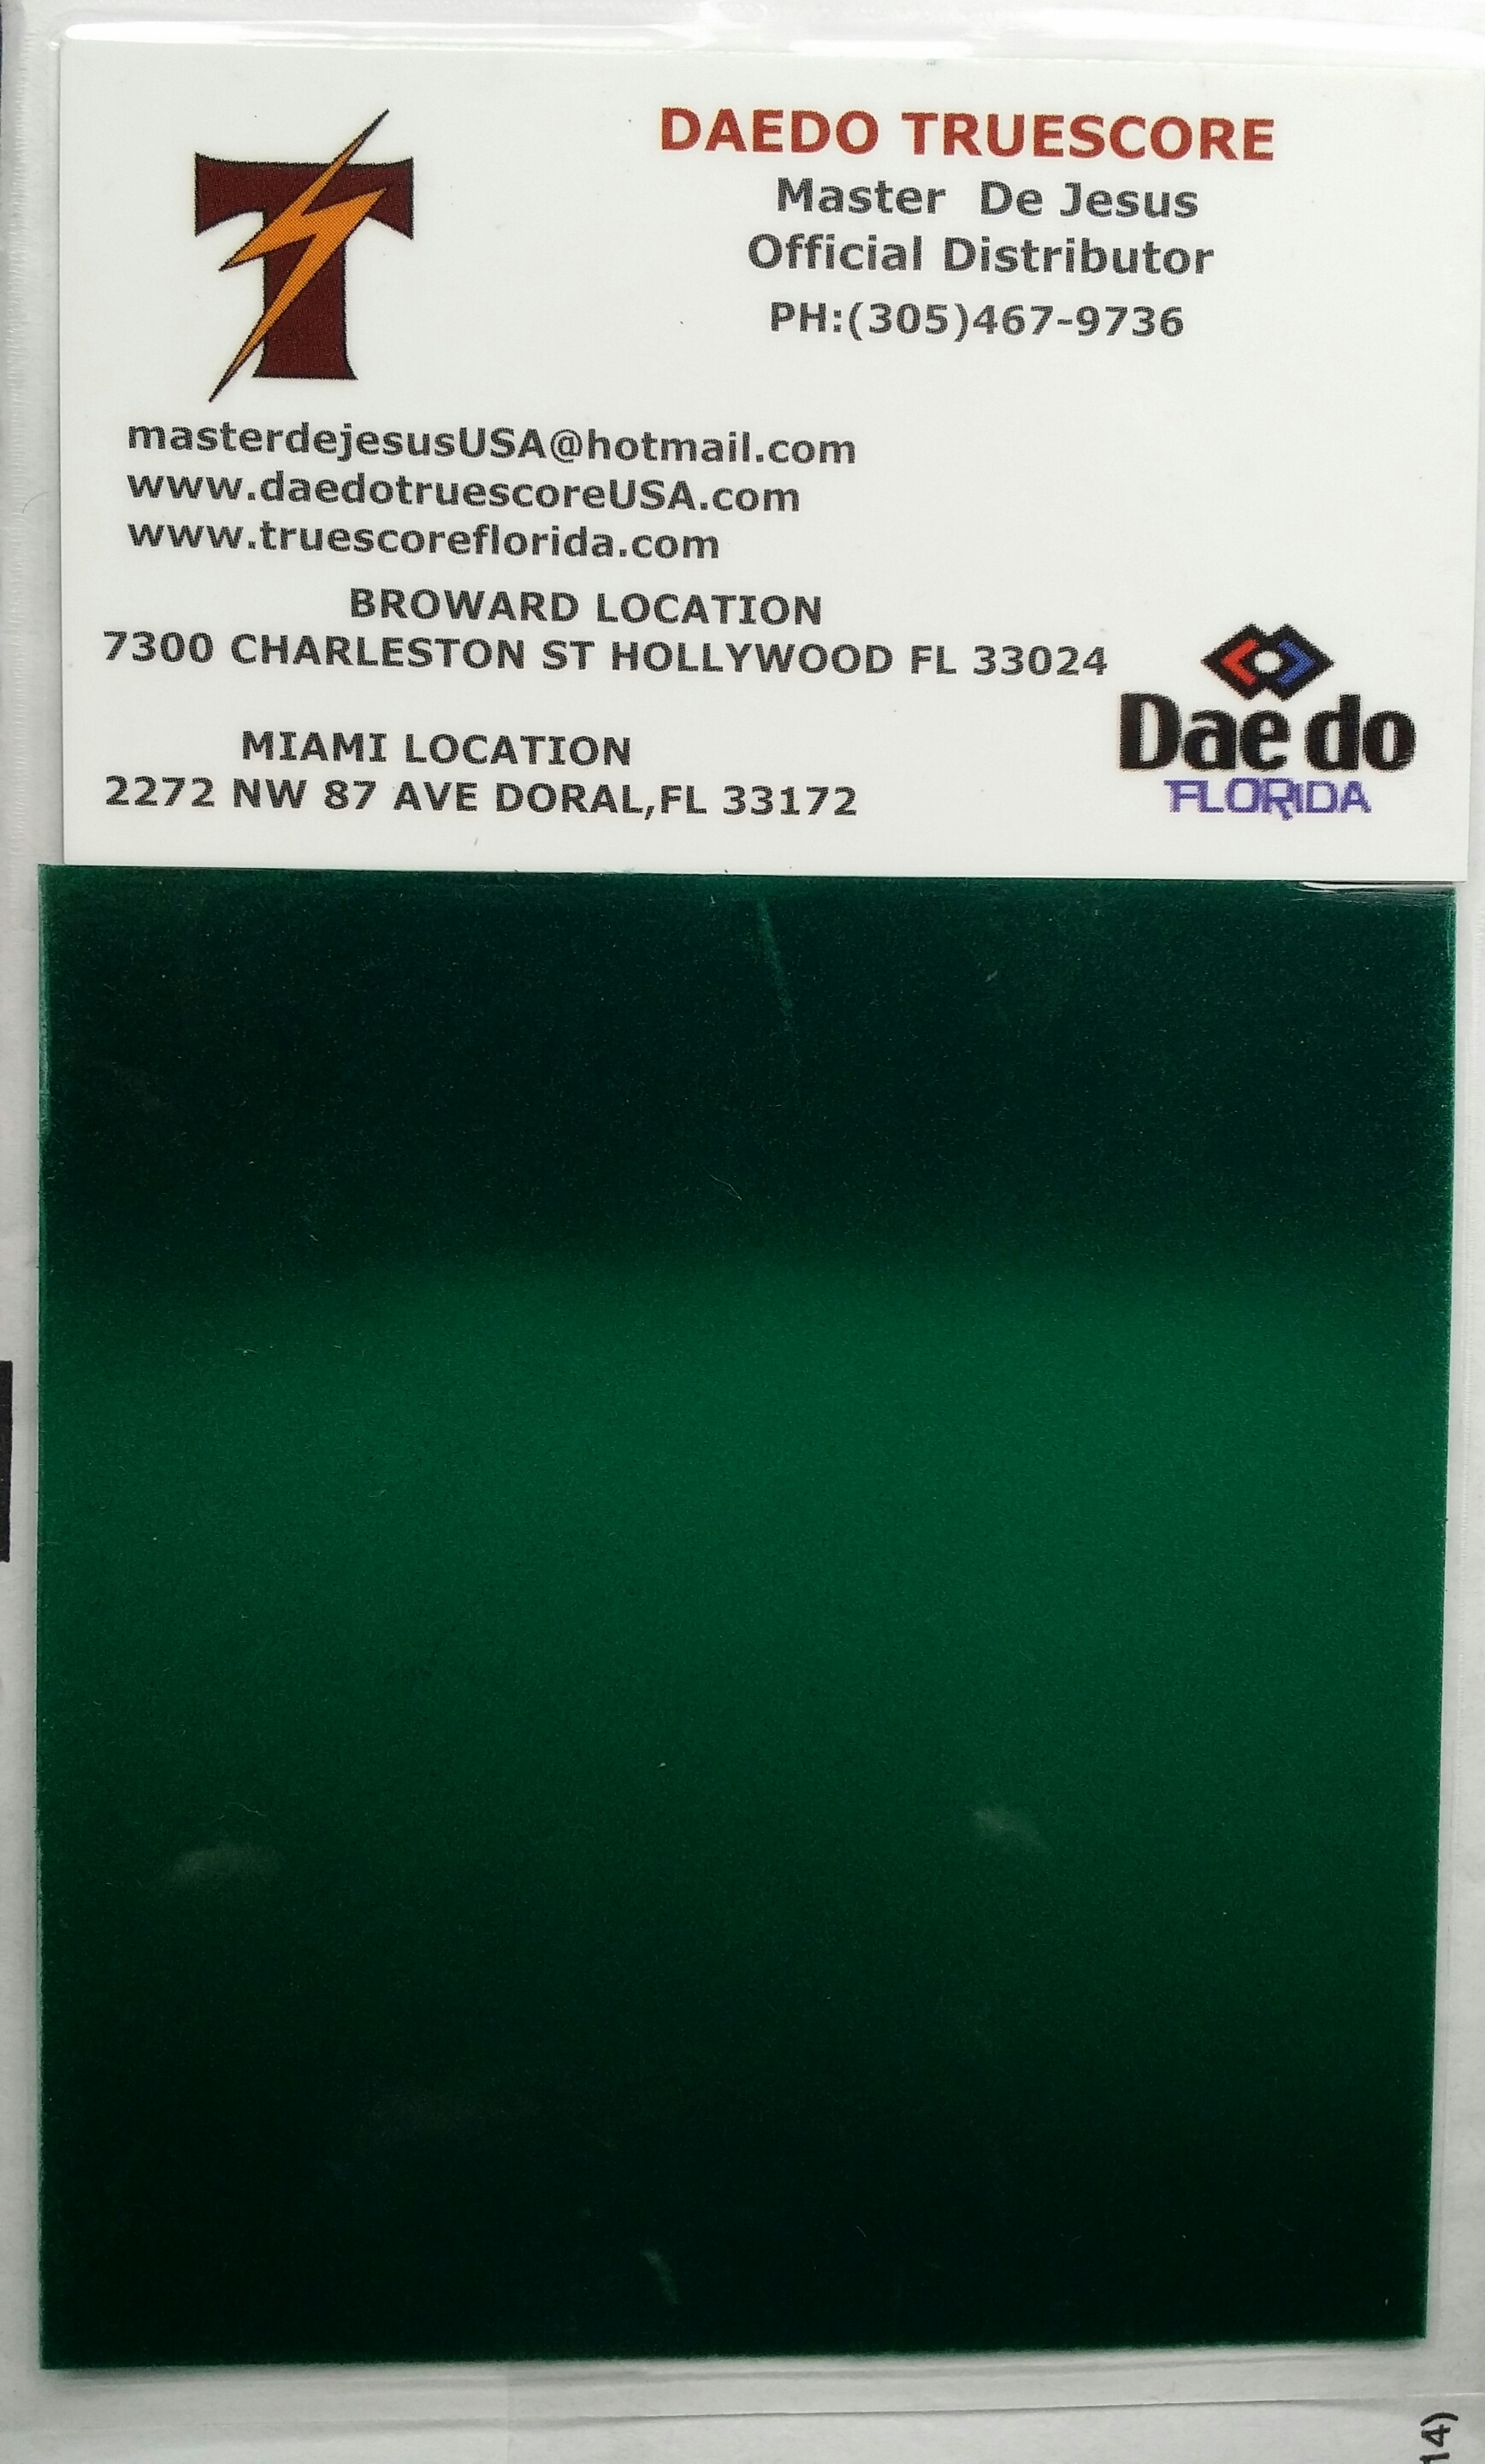 DAEDO TRUESCORE
Master De Jesus
Official Distributor
PH:(305)467-9736
T
masterdejesusUSA@hotmail.com
www.daedotruescoreUSA.com
www.truescoreflorida.com
BROWARD LOCATION
7300 CHARLESTON ST HOLLYWOOD FL 33024
MIAMI LOCATION
2272 NW 87 AVE DORAL,FL 33172
Dae do
FLORIDA
14)